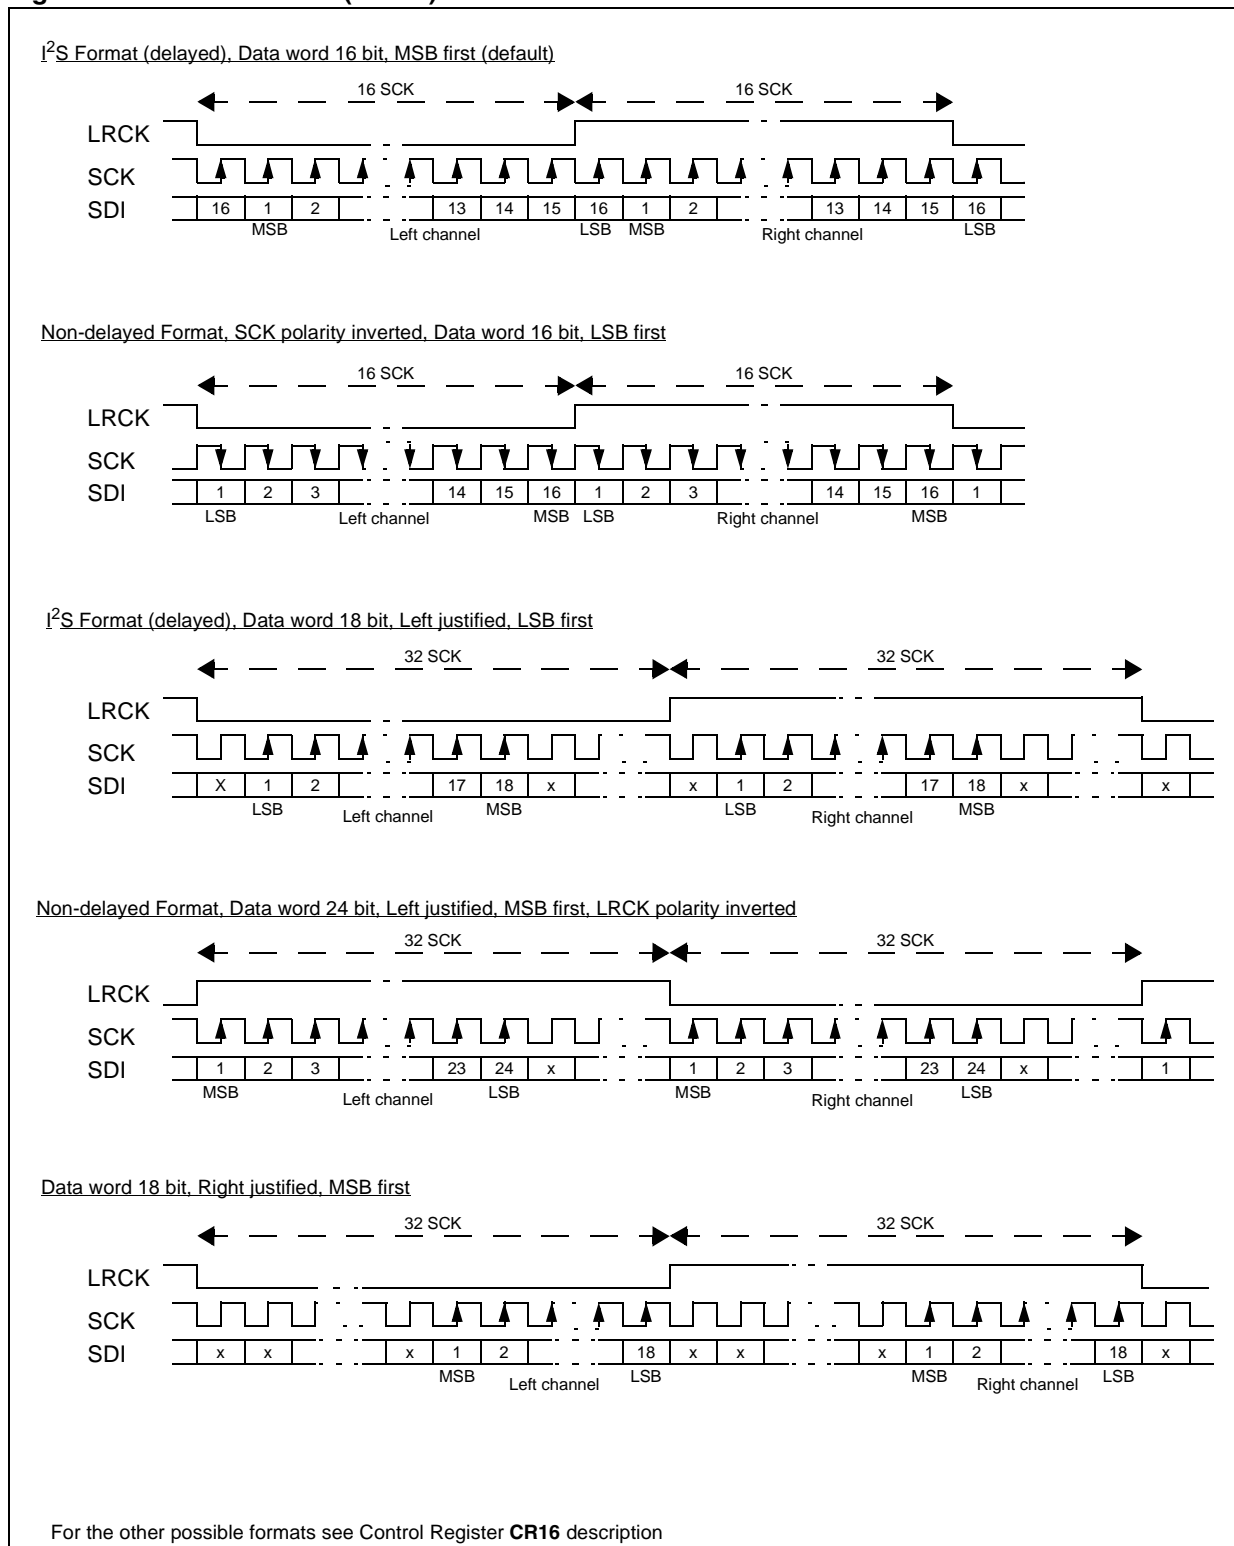 I²S Format (delayed), Data word 16 bit, MSB first (default)
16 SCK 16 SCK
LRCK
SCK
SDI 16 1 2 13 14 15 16 1 2 13 14 15 16
MSB Left channel LSB MSB Right channel LSB
Non-delayed Format, SCK polarity inverted, Data word 16 bit, LSB first
16 SCK 16 SCK
LRCK
SCK
SDI 1 2 3 14 15 16 1 2 3 14 15 16 1
LSB Left channel MSB LSB Right channel MSB
I²S Format (delayed), Data word 18 bit, Left justified, LSB first
32 SCK 32 SCK
LRCK
SCK
SDI X 1 2 17 18 x x 1 2 17 18 x x
LSB Left channel MSB LSB Right channel MSB
Non-delayed Format, Data word 24 bit, Left justified, MSB first, LRCK polarity inverted
32 SCK 32 SCK
LRCK
SCK
SDI 1 2 3 23 24 x 1 2 3 23 24 x 1
MSB Left channel LSB MSB Right channel LSB
Data word 18 bit, Right justified, MSB first
32 SCK 32 SCK
LRCK
SCK
SDI x x x 1 2 18 x x x 1 2 18 x
MSB Left channel LSB MSB Right channel LSB
For the other possible formats see Control Register CR16 description